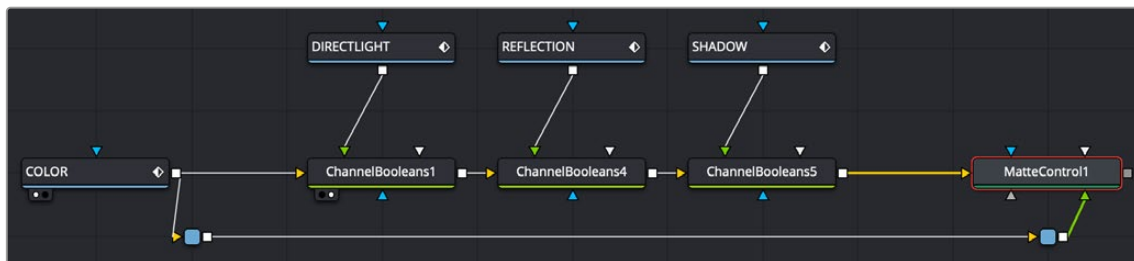 DIRECTLIGHT
REFLECTION
SHADOW
COLOR
ChannelBooleans1
ChannelBooleans4
ChannelBooleans5
MatteControl1